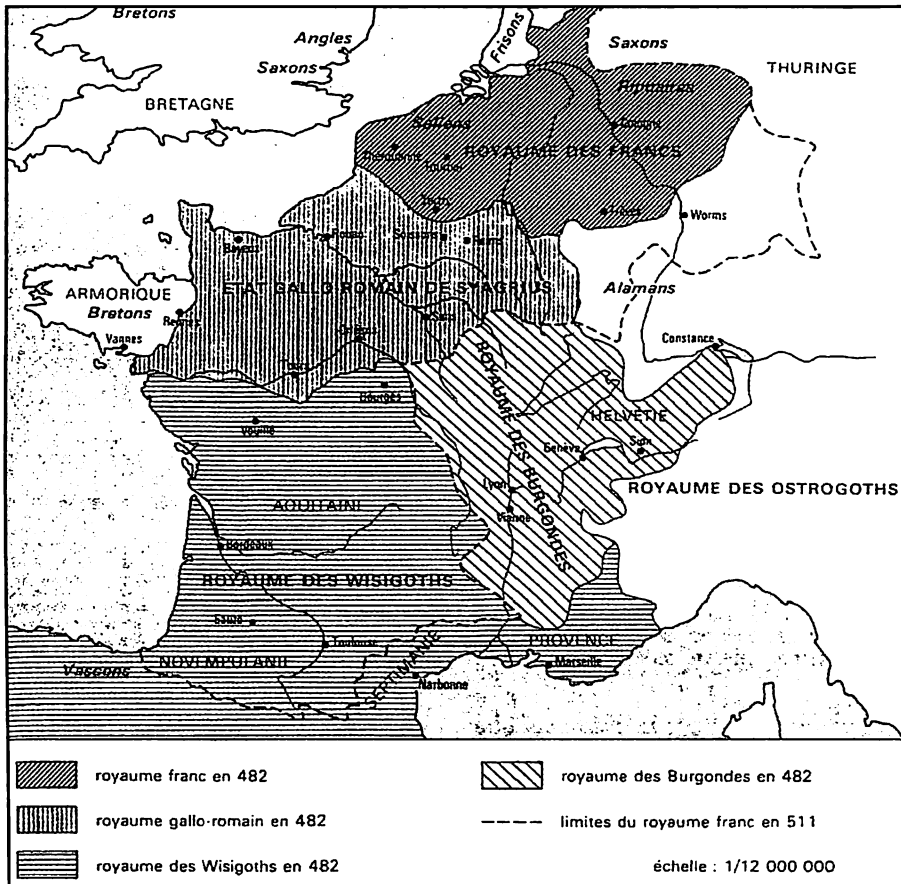 Bretons
Angles
Saxons
Frisons
Saxons
THURINGE
BRETAGNE
Saliens
Ripuaires
Cologne
ROYAUME DES FRANCS
Thérouanne
Tournai
Trèves
Worms
Rouen
Soissons
Reims
Bayeux
ETAT GALLO ROMAIN DE SYAGRIUS
Alamans
ARMORIQUE
Bretons
Rennes
Sens
Orléans
Vannes
Constance
Tours
Bourges
ROYAUME DES BURGONDES
HELVÉTIE
Vouillé
Genève
Sion
Lyon
ROYAUME DES OSTROGOTHS
Vienne
AQUITAINE
Bordeaux
ROYAUME DES WISIGOTHS
Toulouse
PROVENCE
Vascons
NOVEMPULANIE
SEPTIMANIE
Marseille
Narbonne
royaume franc en 482
royaume des Burgondes en 482
royaume gallo-romain en 482
limites du royaume franc en 511
royaume des Wisigoths en 482
échelle : 1/12 000 000